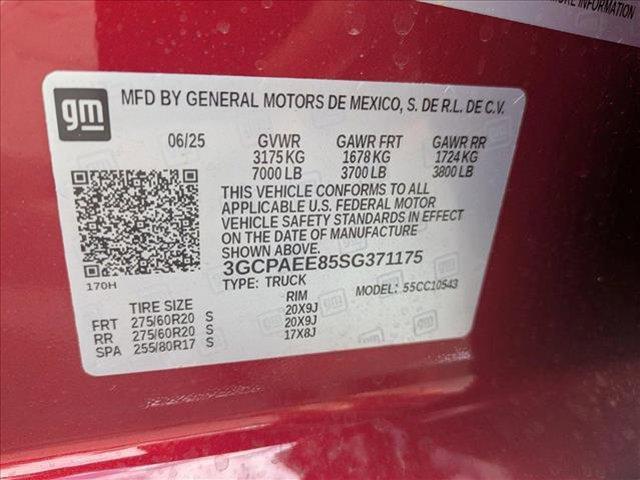 MORE INFORMATION
gm
MFD BY GENERAL MOTORS DE MEXICO, S. DE R.L. DE C.V.
06/25 GVWR GAWR FRT GAWR RR
3175 KG 1678 KG 1724 KG
7000 LB 3700 LB 3800 LB
THIS VEHICLE CONFORMS TO ALL
APPLICABLE U.S. FEDERAL MOTOR
VEHICLE SAFETY STANDARDS IN EFFECT
ON THE DATE OF MANUFACTURE
SHOWN ABOVE.
3GCPAEE85SG371175
170H
TYPE: TRUCK MODEL: 55CC10543
TIRE SIZE RIM
FRT 275/60R20 S 20X9J
RR 275/60R20 S 20X9J
SPA 255/80R17 S 17X8J